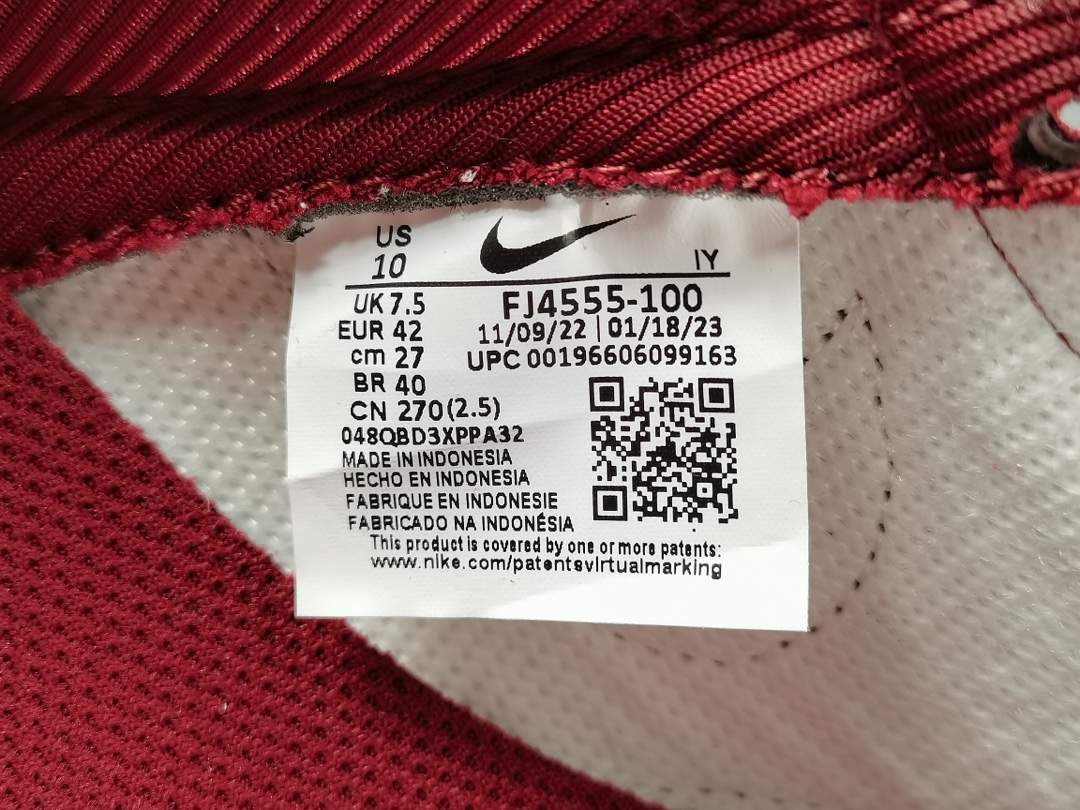 US
10
IY
UK 7.5
FJ4555-100
EUR 42
11/09/22 | 01/18/23
cm 27
UPC 00196606099163
BR 40
CN 270(2.5)
048QBD3XPPA32
MADE IN INDONESIA
HECHO EN INDONESIA
FABRIQUE EN INDONESIE
FABRICADO NA INDONÉSIA
This product is covered by one or more patents:
www.nike.com/patentsvirtualmarking